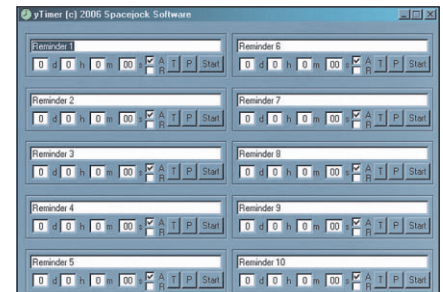 yTimer (c) 2006 Spacejock Software
Reminder 1
0 d 0 h 0 m 00 s A R T P Start
Reminder 6
0 d 0 h 0 m 00 s A R T P Start
Reminder 2
0 d 0 h 0 m 00 s A R T P Start
Reminder 7
0 d 0 h 0 m 00 s A R T P Start
Reminder 3
0 d 0 h 0 m 00 s A R T P Start
Reminder 8
0 d 0 h 0 m 00 s A R T P Start
Reminder 4
0 d 0 h 0 m 00 s A R T P Start
Reminder 9
0 d 0 h 0 m 00 s A R T P Start
Reminder 5
0 d 0 h 0 m 00 s A R T P Start
Reminder 10
0 d 0 h 0 m 00 s A R T P Start